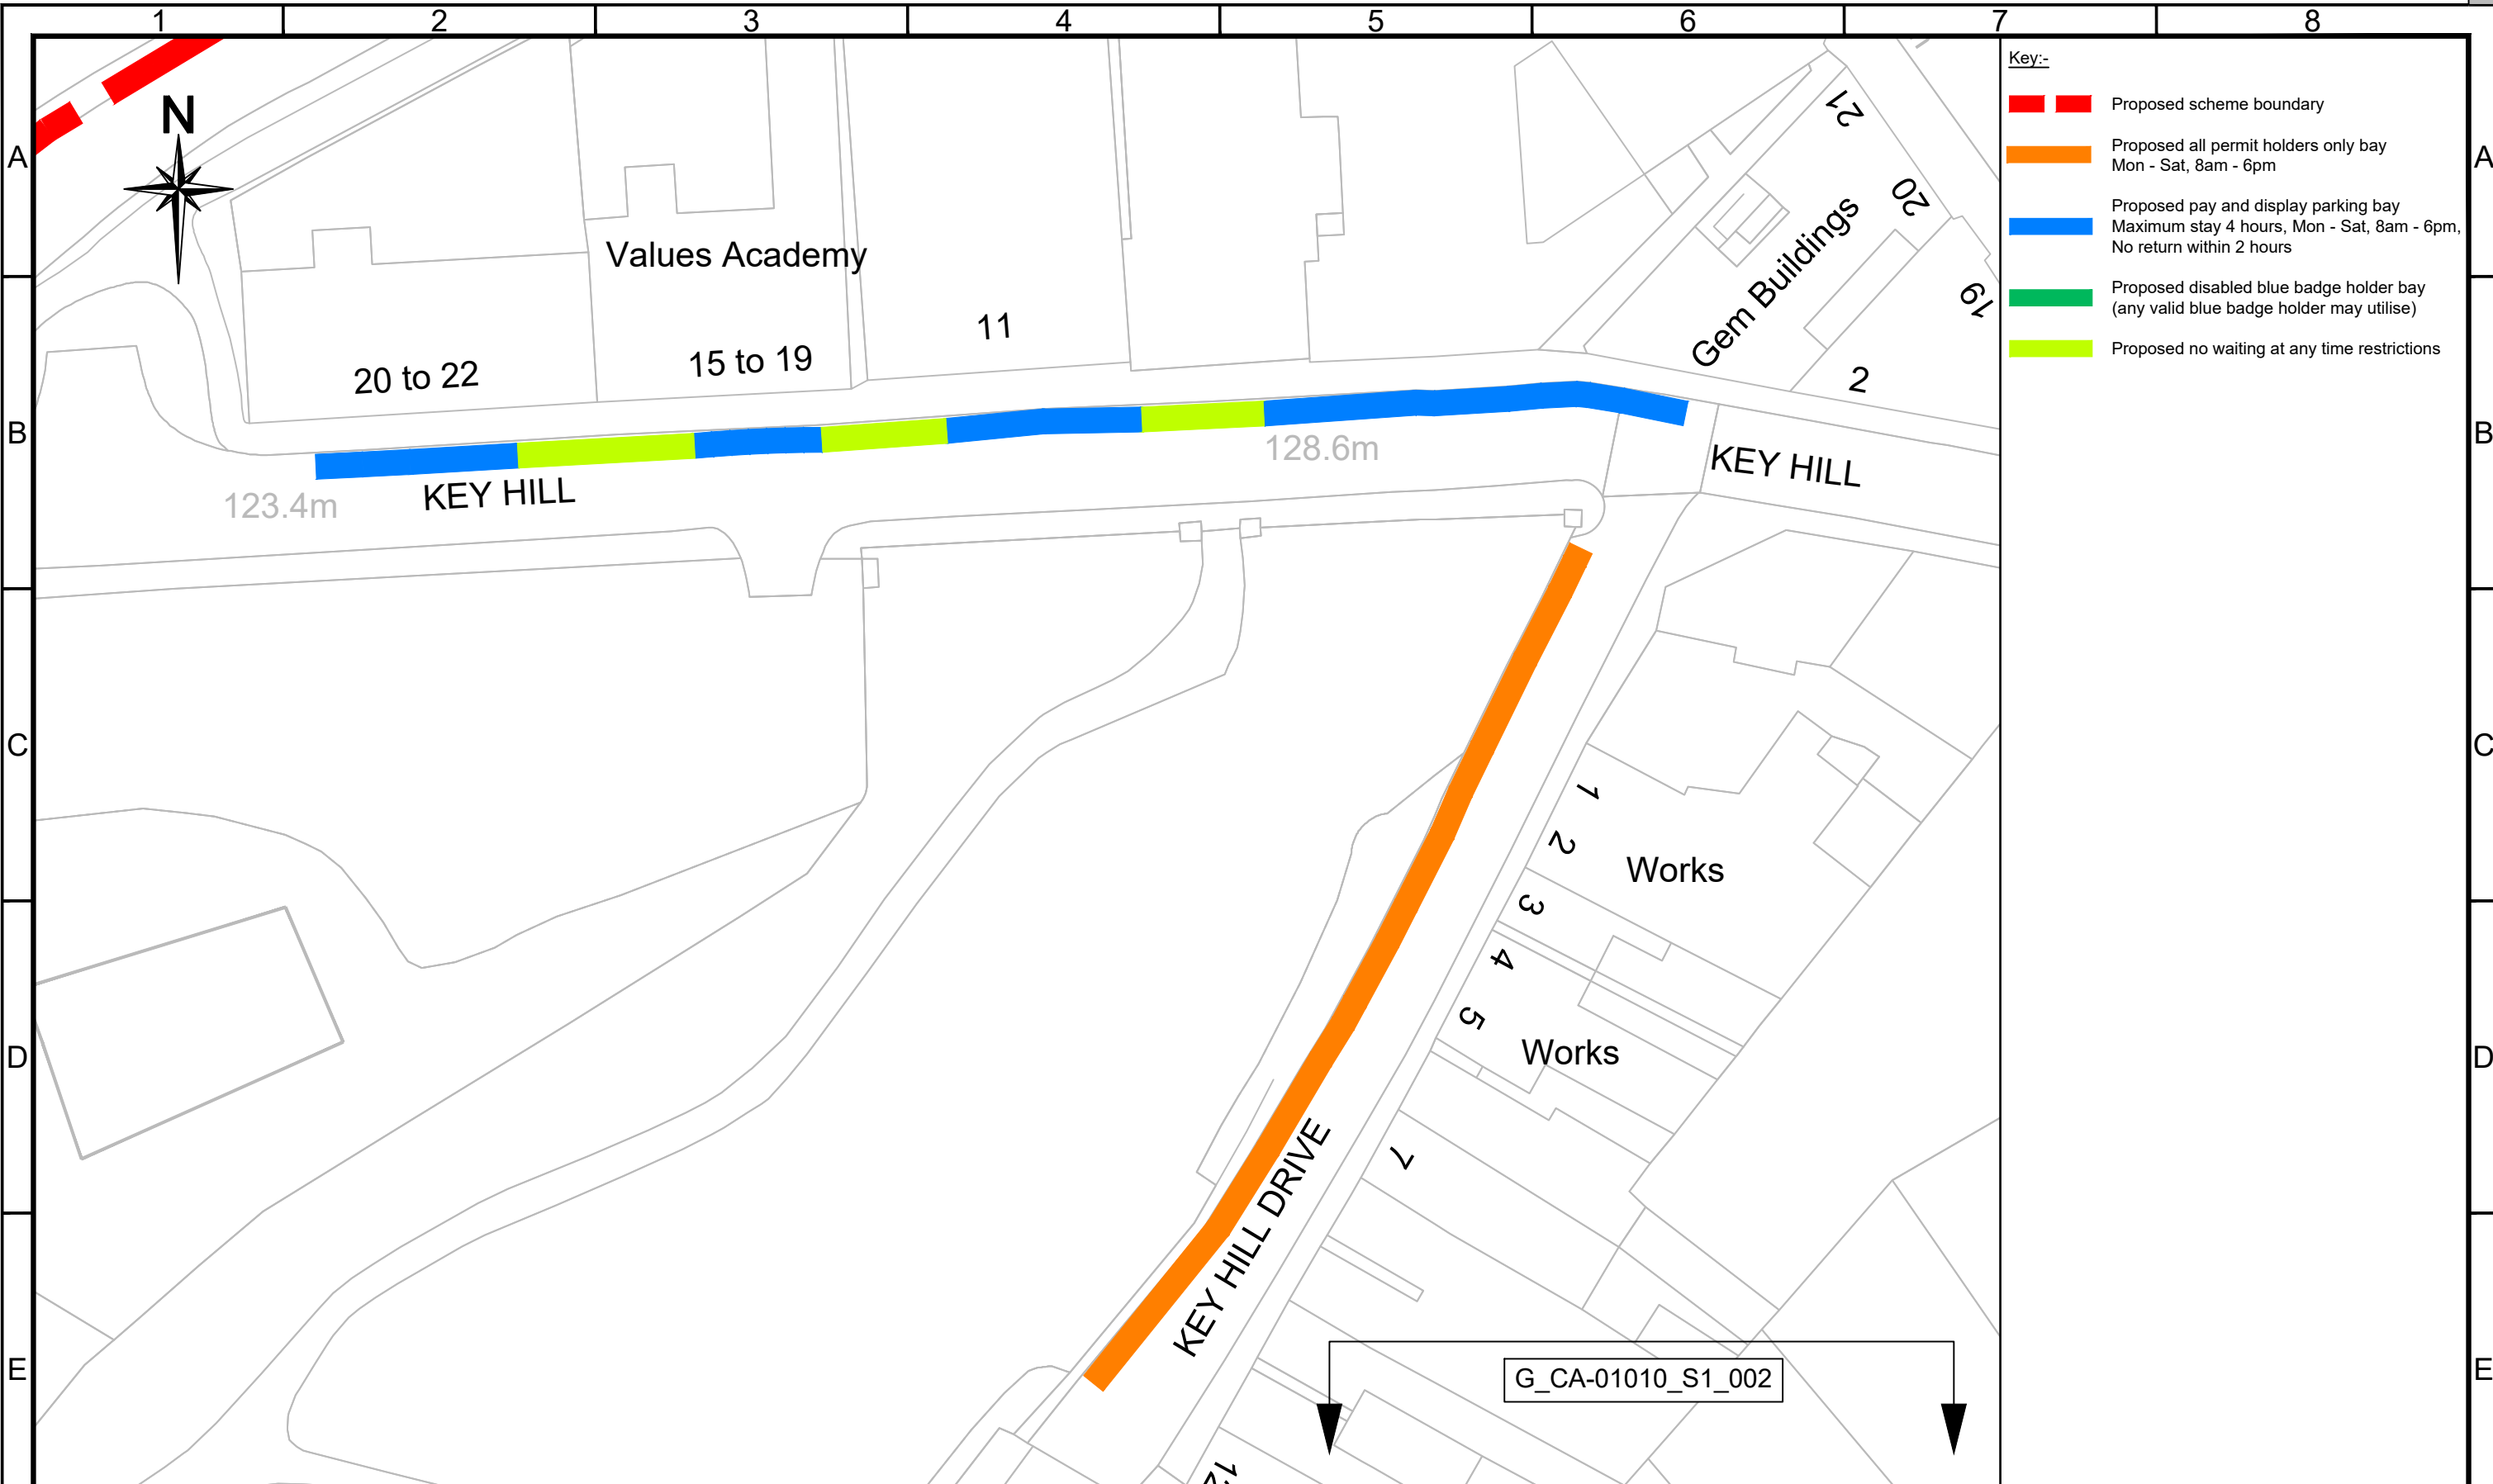 1 2 3 4 5 6 7 8
Key:-
Proposed scheme boundary
Proposed all permit holders only bay
Mon - Sat, 8am - 6pm
Proposed pay and display parking bay
Maximum stay 4 hours, Mon - Sat, 8am - 6pm,
No return within 2 hours
Proposed disabled blue badge holder bay
(any valid blue badge holder may utilise)
Proposed no waiting at any time restrictions
N
A
A
21
20
19
Values Academy
Gem Buildings
11
15 to 19
20 to 22
2
B
B
128.6m
KEY HILL
KEY HILL
123.4m
C
C
1
2
Works
3
4
5
Works
D
D
7
KEY HILL DRIVE
E
E
G_CA-01010_S1_002